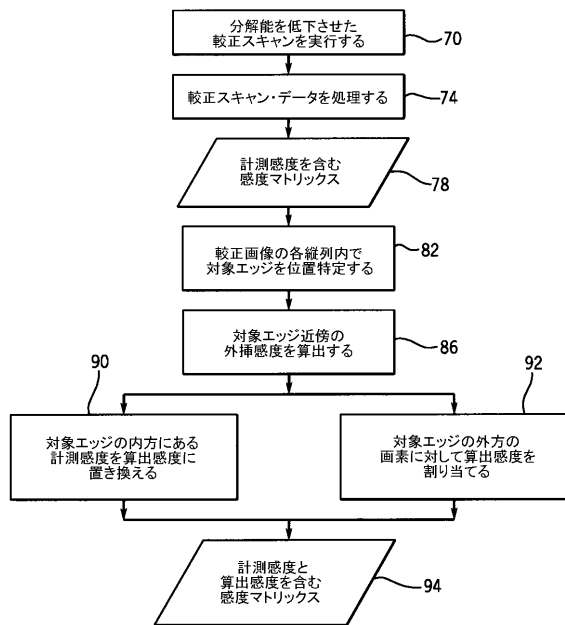 分解能を低下させた
較正スキャンを実行する
70
較正スキャン・データを処理する
74
計測感度を含む
感度マトリックス
78
較正画像の各縦列内で
対象エッジを位置特定する
82
対象エッジ近傍の
外挿感度を算出する
86
90
対象エッジの内方にある
計測感度を算出感度に
置き換える
92
対象エッジの外方の
画素に対して算出感度を
割り当てる
計測感度と
算出感度を含む
感度マトリックス
94